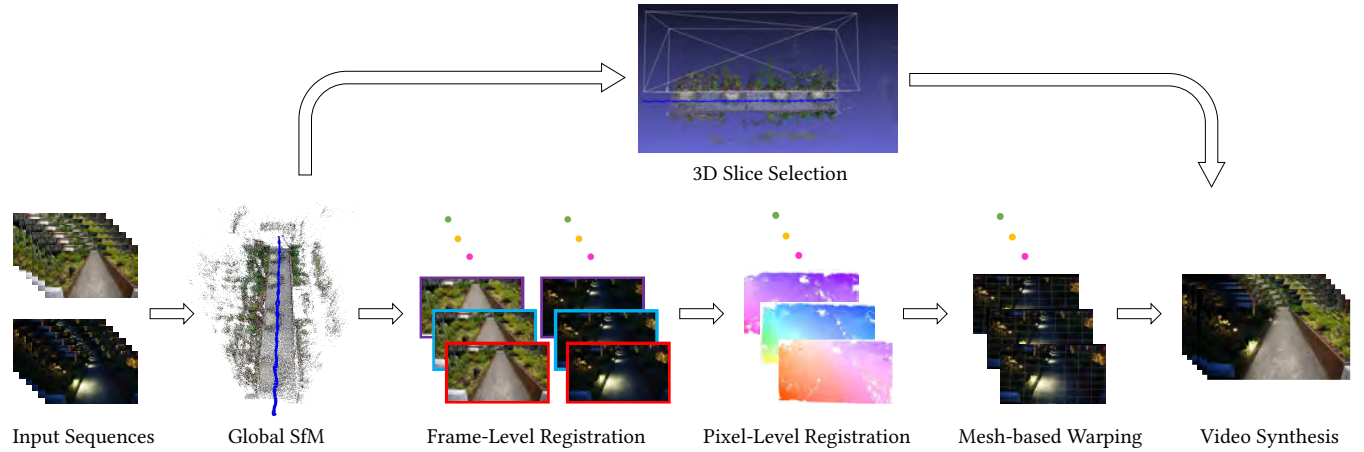 3D Slice Selection
Input Sequences
Global SfM
Frame-Level Registration
Pixel-Level Registration
Mesh-based Warping
Video Synthesis